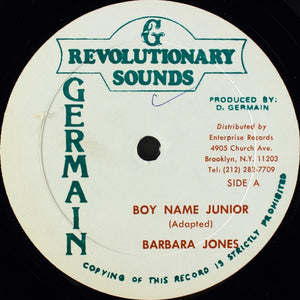 G
REVOLUTIONARY
SOUNDS
GERMAIN
PRODUCED BY:
D. GERMAIN
Distributed by
Enterprise Records
4905 Church Ave.
Brooklyn, N.Y. 11203
Tel: (212) 282-7709
SIDE A
BOY NAME JUNIOR
(Adapted)
BARBARA JONES
COPYING OF THIS RECORD IS STRICTLY PROHIBITED